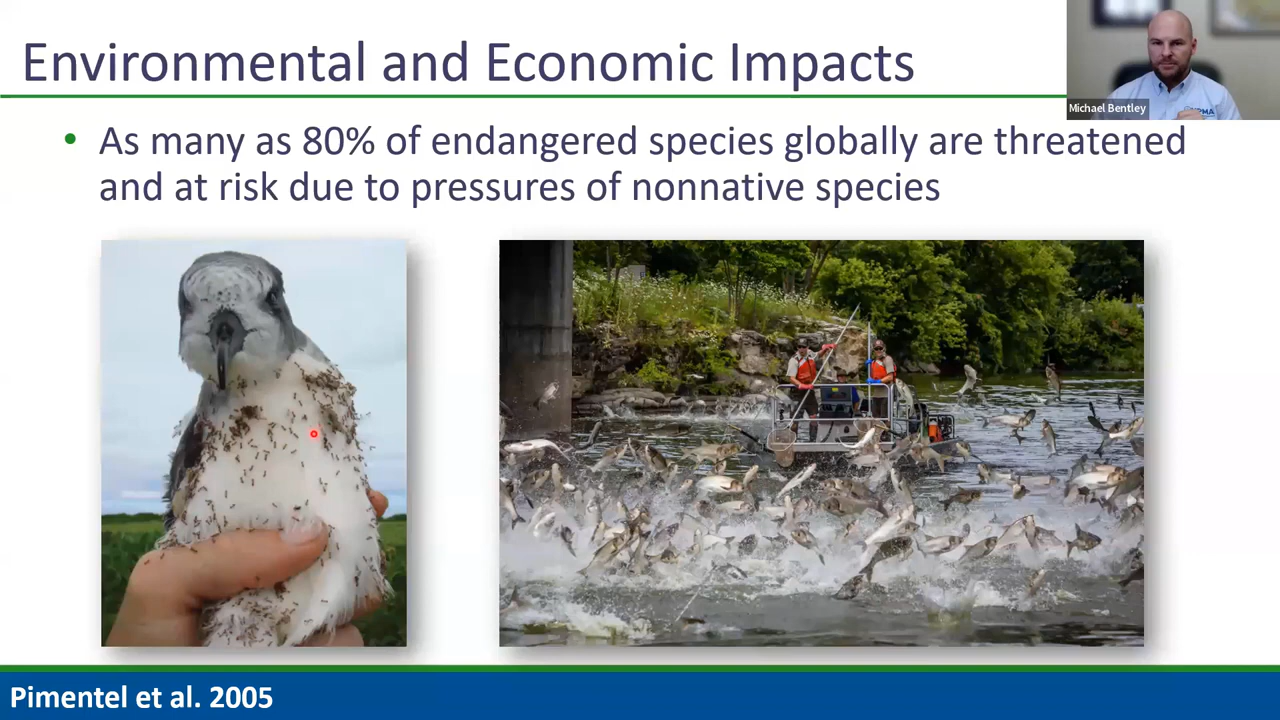 Environmental and Economic Impacts
Michael Bentley
PMA
• As many as 80% of endangered species globally are threatened
and at risk due to pressures of nonnative species
Pimentel et al. 2005